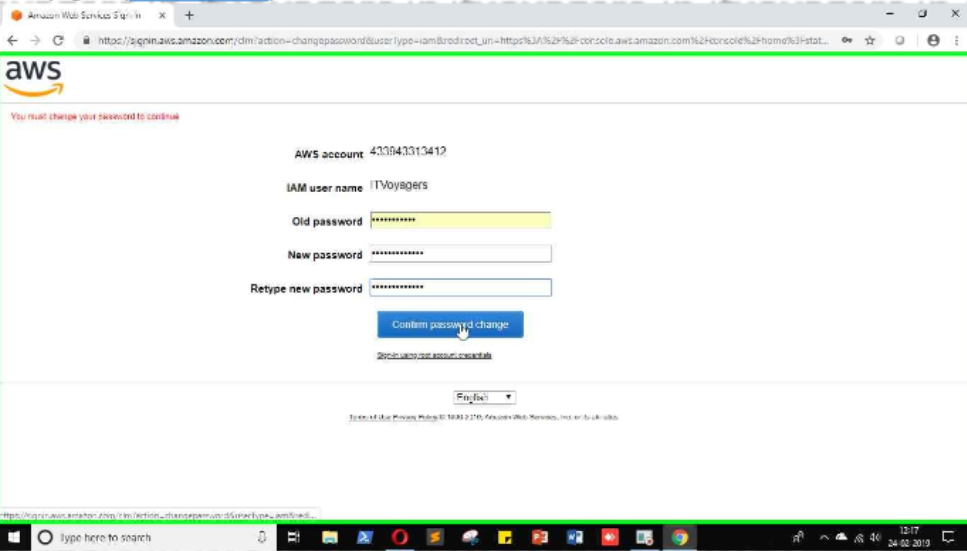 Amazon Web Services Sign-In
https://signin.aws.amazon.com/clm?action=changepassword&userType=iam&redirect_uri=https%3A%2F%2Fconsole.aws.amazon.com%2Fconsole%2Fhome%3Fstat...
aws
You must change your password to continue
AWS account 433943313412
IAM user name ITVoyagers
Old password
New password
Retype new password
Confirm password change
Sign-in using root account credentials
English
Terms of Use Privacy Policy © 1996-2019, Amazon Web Services, Inc. or its affiliates.
https://signin.aws.amazon.com/clm?action=changepassword&userType=iam&redi...
Type here to search
12:17
24-02-2019